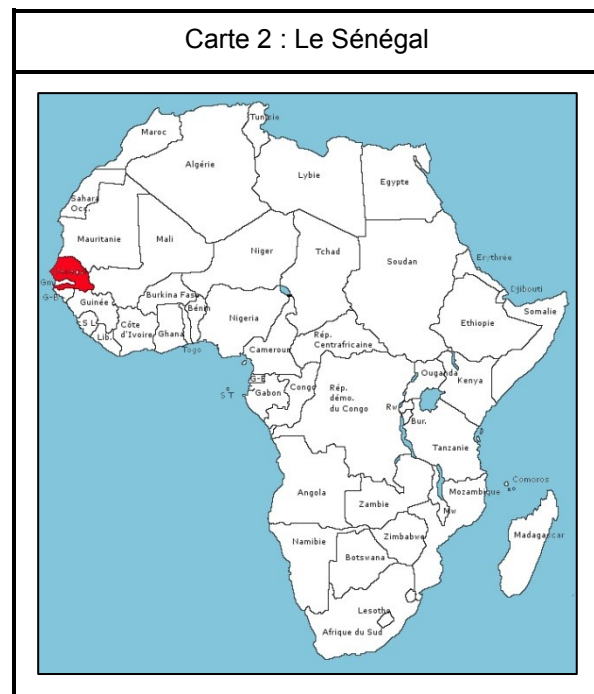 Carte 2 : Le Sénégal
Tunisie
Maroc
Algérie
Lybie
Egypte
Sahara
Occ.
Mauritanie
Mali
Niger
Tchad
Soudan
Erythrée
Djibouti
Somalie
G-B
Guinée
Burkina Faso
Bénin
Nigeria
Ethiopie
S L
Lib.
Côte
d'Ivoire
Ghana
Togo
Cameroun
Rép.
Centrafricaine
G-E
S T
Gabon
Congo
Rép.
démo.
du Congo
Ouganda
Kenya
Rw
Bur.
Tanzanie
Comoros
Angola
Zambie
Mozambique
Mw
Madagascar
Namibie
Zimbabwe
Botswana
Lesotho
Afrique du Sud